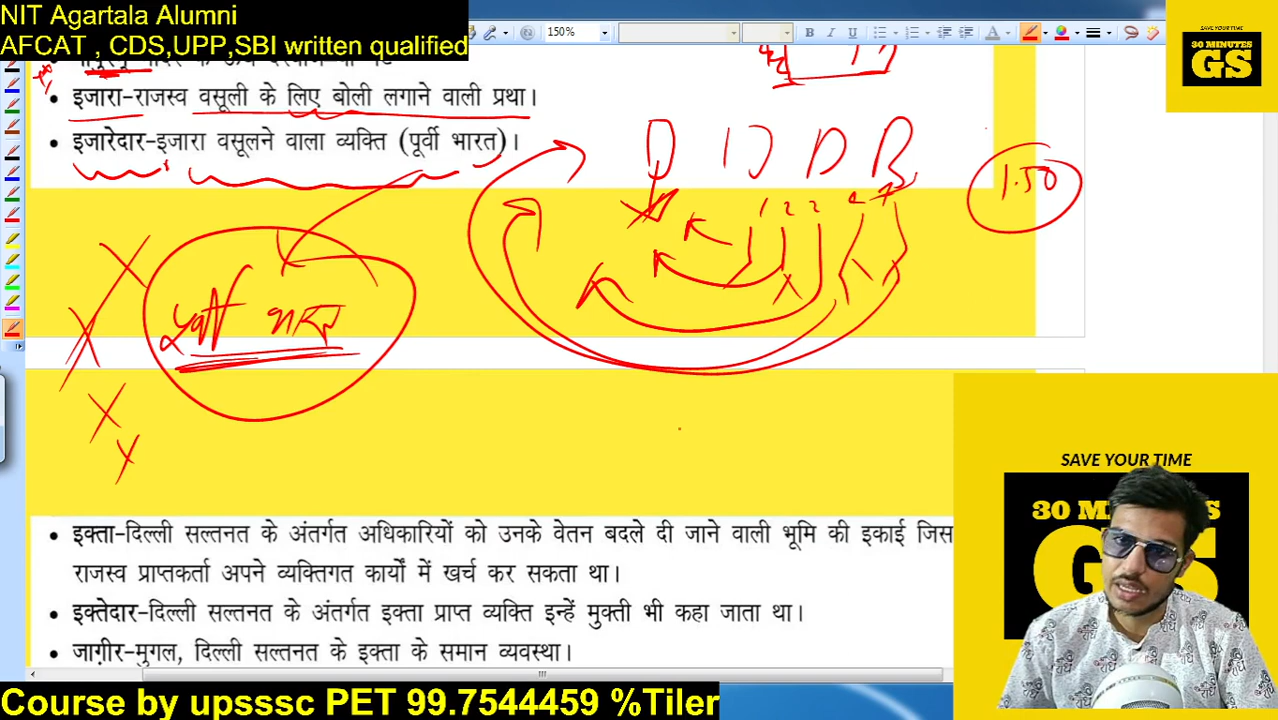 NIT Agartala Alumni
AFCAT , CDS,UPP,SBI written qualified
150%
B I U
SAVE YOUR TIME
30 MINUTES
GS
• इजारा-राजस्व वसूली के लिए बोली लगाने वाली प्रथा।
• इजारेदार-इजारा वसूलने वाला व्यक्ति (पूर्वी भारत)।
1.50
पूर्वी भारत
SAVE YOUR TIME
30 M
GS
• इक्ता-दिल्ली सल्तनत के अंतर्गत अधिकारियों को उनके वेतन बदले दी जाने वाली भूमि की इकाई जिस
राजस्व प्राप्तकर्ता अपने व्यक्तिगत कार्यों में खर्च कर सकता था।
• इक्तेदार-दिल्ली सल्तनत के अंतर्गत इक्ता प्राप्त व्यक्ति इन्हें मुक्ती भी कहा जाता था।
• जाग़ीर-मुगल, दिल्ली सल्तनत के इक्ता के समान व्यवस्था।
Course by upsssc PET 99.7544459 %Tiler